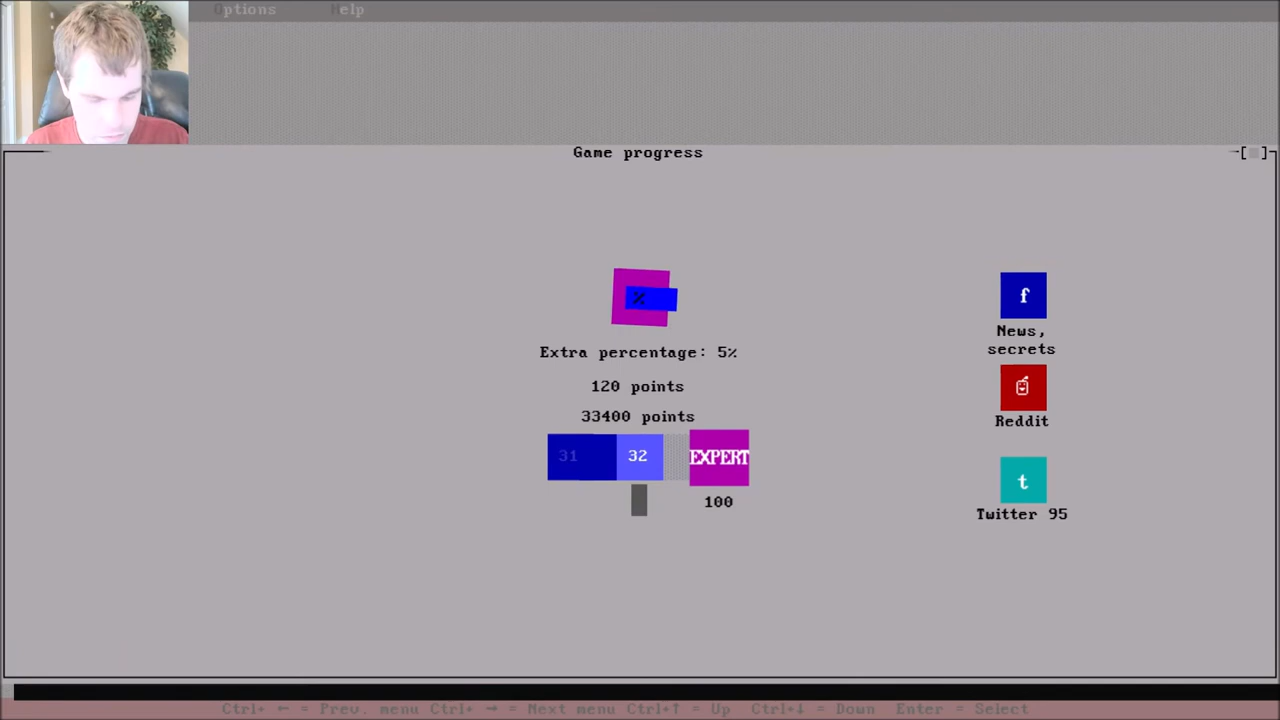 Options Help
Game progress
[ ]
%
Extra percentage: 5%
120 points
33400 points
31 32 EXPERT
100
f
News,
secrets
Reddit
t
Twitter 95
Ctrl+ ← = Prev. menu Ctrl+ → = Next menu Ctrl+↑ = Up Ctrl+↓ = Down Enter = Select